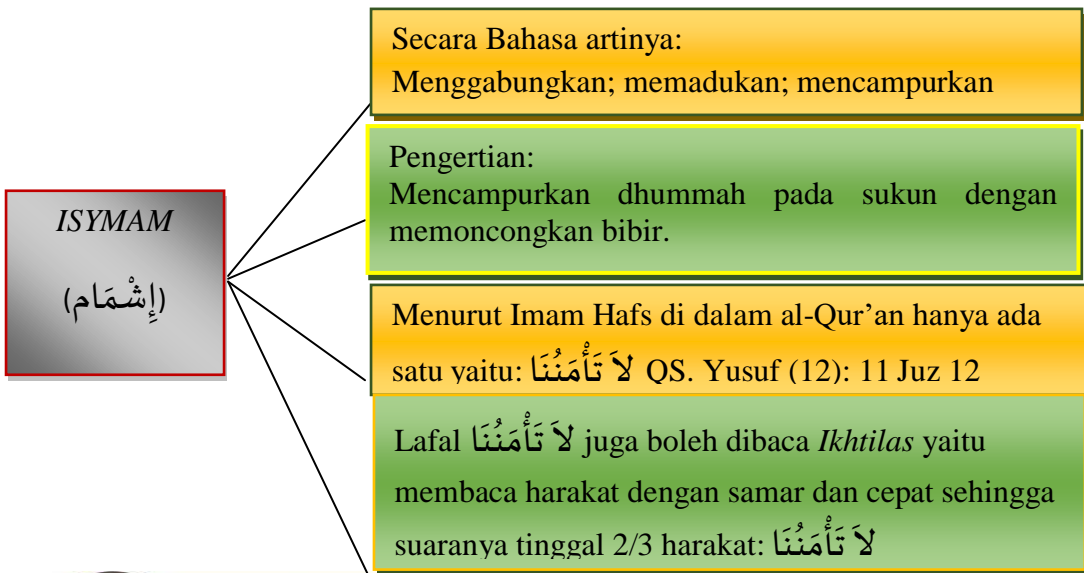 Secara Bahasa artinya:
Menggabungkan; memadukan; mencampurkan
Pengertian:
Mencampurkan dhummah pada sukun dengan
memoncongkan bibir.
ISYMAM
(إِشْمَام)
Menurut Imam Hafs di dalam al-Qur’an hanya ada
satu yaitu: لاَ تَأْمَنُنَا QS. Yusuf (12): 11 Juz 12
Lafal لاَ تَأْمَنُنَا juga boleh dibaca Ikhtilas yaitu
membaca harakat dengan samar dan cepat sehingga
suaranya tinggal 2/3 harakat: لاَ تَأْمَنُنَا